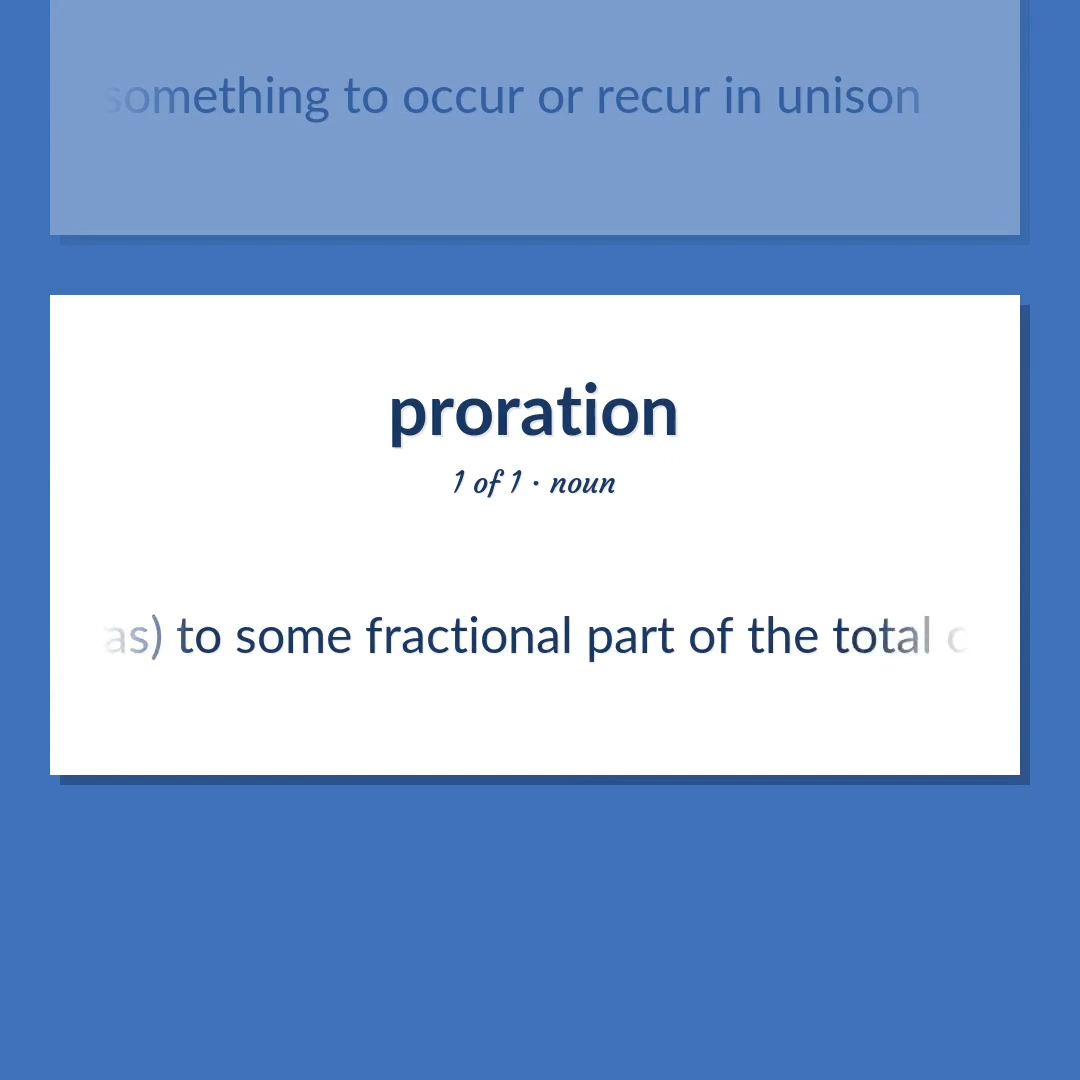 something to occur or recur in unison
proration
1 of 1 · noun
as) to some fractional part of the total